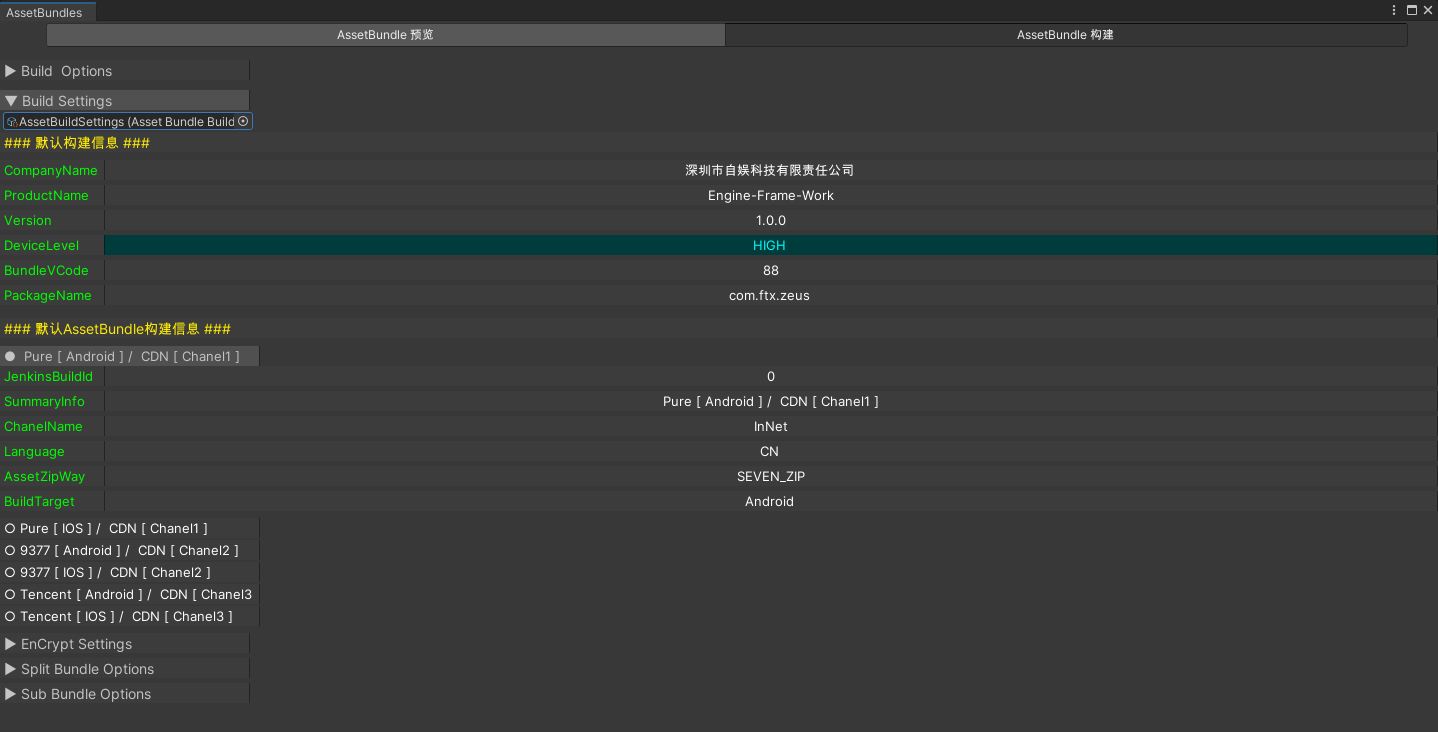 AssetBundles
AssetBundle 预览 AssetBundle 构建
▶ Build  Options
▼ Build Settings
AssetBuildSettings (Asset Bundle Build
### 默认构建信息 ###
CompanyName 深圳市自娱科技有限责任公司
ProductName Engine-Frame-Work
Version 1.0.0
DeviceLevel HIGH
BundleVCode 88
PackageName com.ftx.zeus
### 默认AssetBundle构建信息 ###
● Pure [ Android ] /  CDN [ Chanel1 ]
JenkinsBuildId 0
SummaryInfo Pure [ Android ] /  CDN [ Chanel1 ]
ChanelName InNet
Language CN
AssetZipWay SEVEN_ZIP
BuildTarget Android
○ Pure [ IOS ] /  CDN [ Chanel1 ]
○ 9377 [ Android ] /  CDN [ Chanel2 ]
○ 9377 [ IOS ] /  CDN [ Chanel2 ]
○ Tencent [ Android ] /  CDN [ Chanel3
○ Tencent [ IOS ] /  CDN [ Chanel3 ]
▶ EnCrypt Settings
▶ Split Bundle Options
▶ Sub Bundle Options